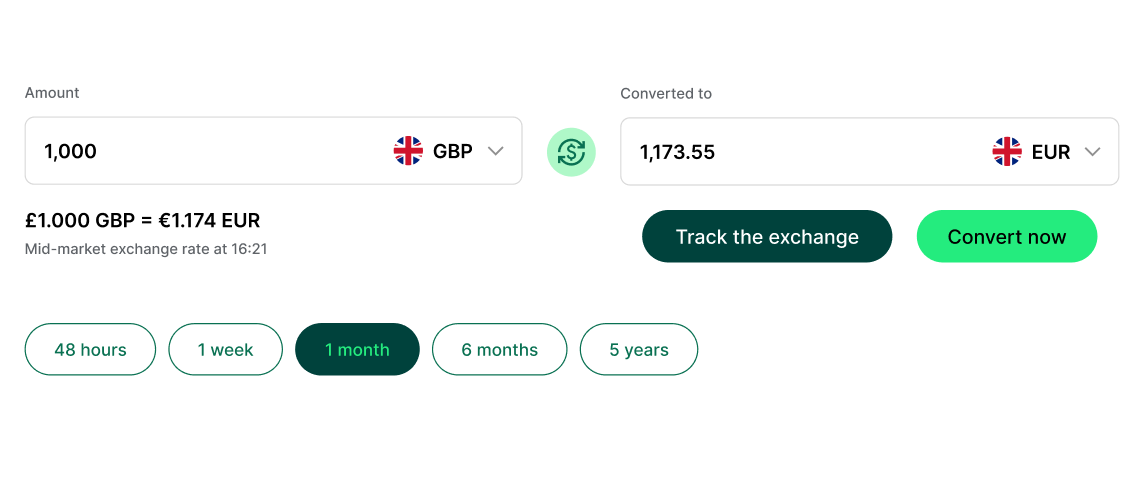 Amount
Converted to
1,000 GBP
1,173.55 EUR
£1.000 GBP = €1.174 EUR
Mid-market exchange rate at 16:21
Track the exchange
Convert now
48 hours
1 week
1 month
6 months
5 years